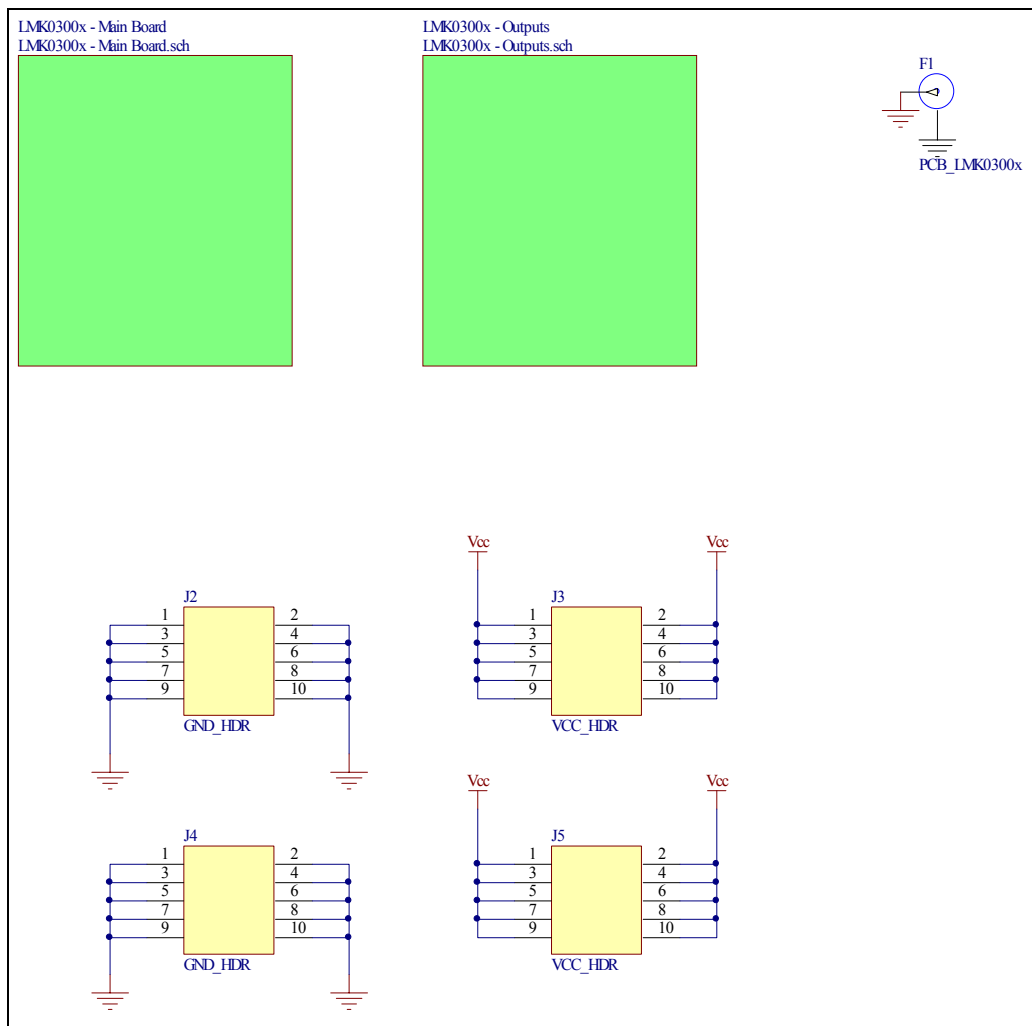 LMK0300x - Main Board
LMK0300x - Main Board.sch
LMK0300x - Outputs
LMK0300x - Outputs.sch
F1
PCB_LMK0300x
J2
1 2
3 4
5 6
7 8
9 10
GND_HDR
Vcc Vcc
J3
1 2
3 4
5 6
7 8
9 10
VCC_HDR
J4
1 2
3 4
5 6
7 8
9 10
GND_HDR
Vcc Vcc
J5
1 2
3 4
5 6
7 8
9 10
VCC_HDR